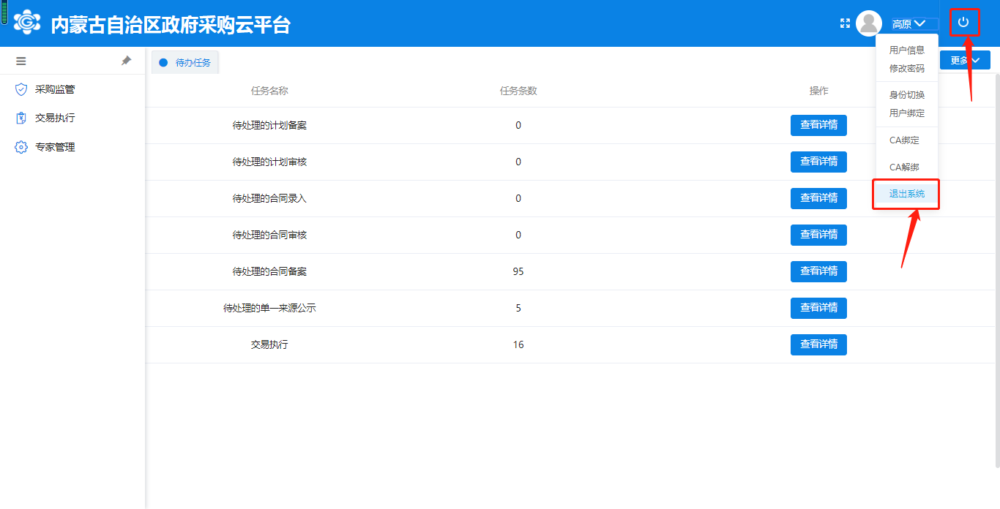 内蒙古自治区政府采购云平台
高原
用户信息
修改密码
身份切换
用户绑定
CA绑定
CA解绑
退出系统
更多
采购监管
交易执行
专家管理
待办任务
任务名称 任务条数 操作
待处理的计划备案 0 查看详情
待处理的计划审核 0 查看详情
待处理的合同录入 0 查看详情
待处理的合同审核 0 查看详情
待处理的合同备案 95 查看详情
待处理的单一来源公示 5 查看详情
交易执行 16 查看详情